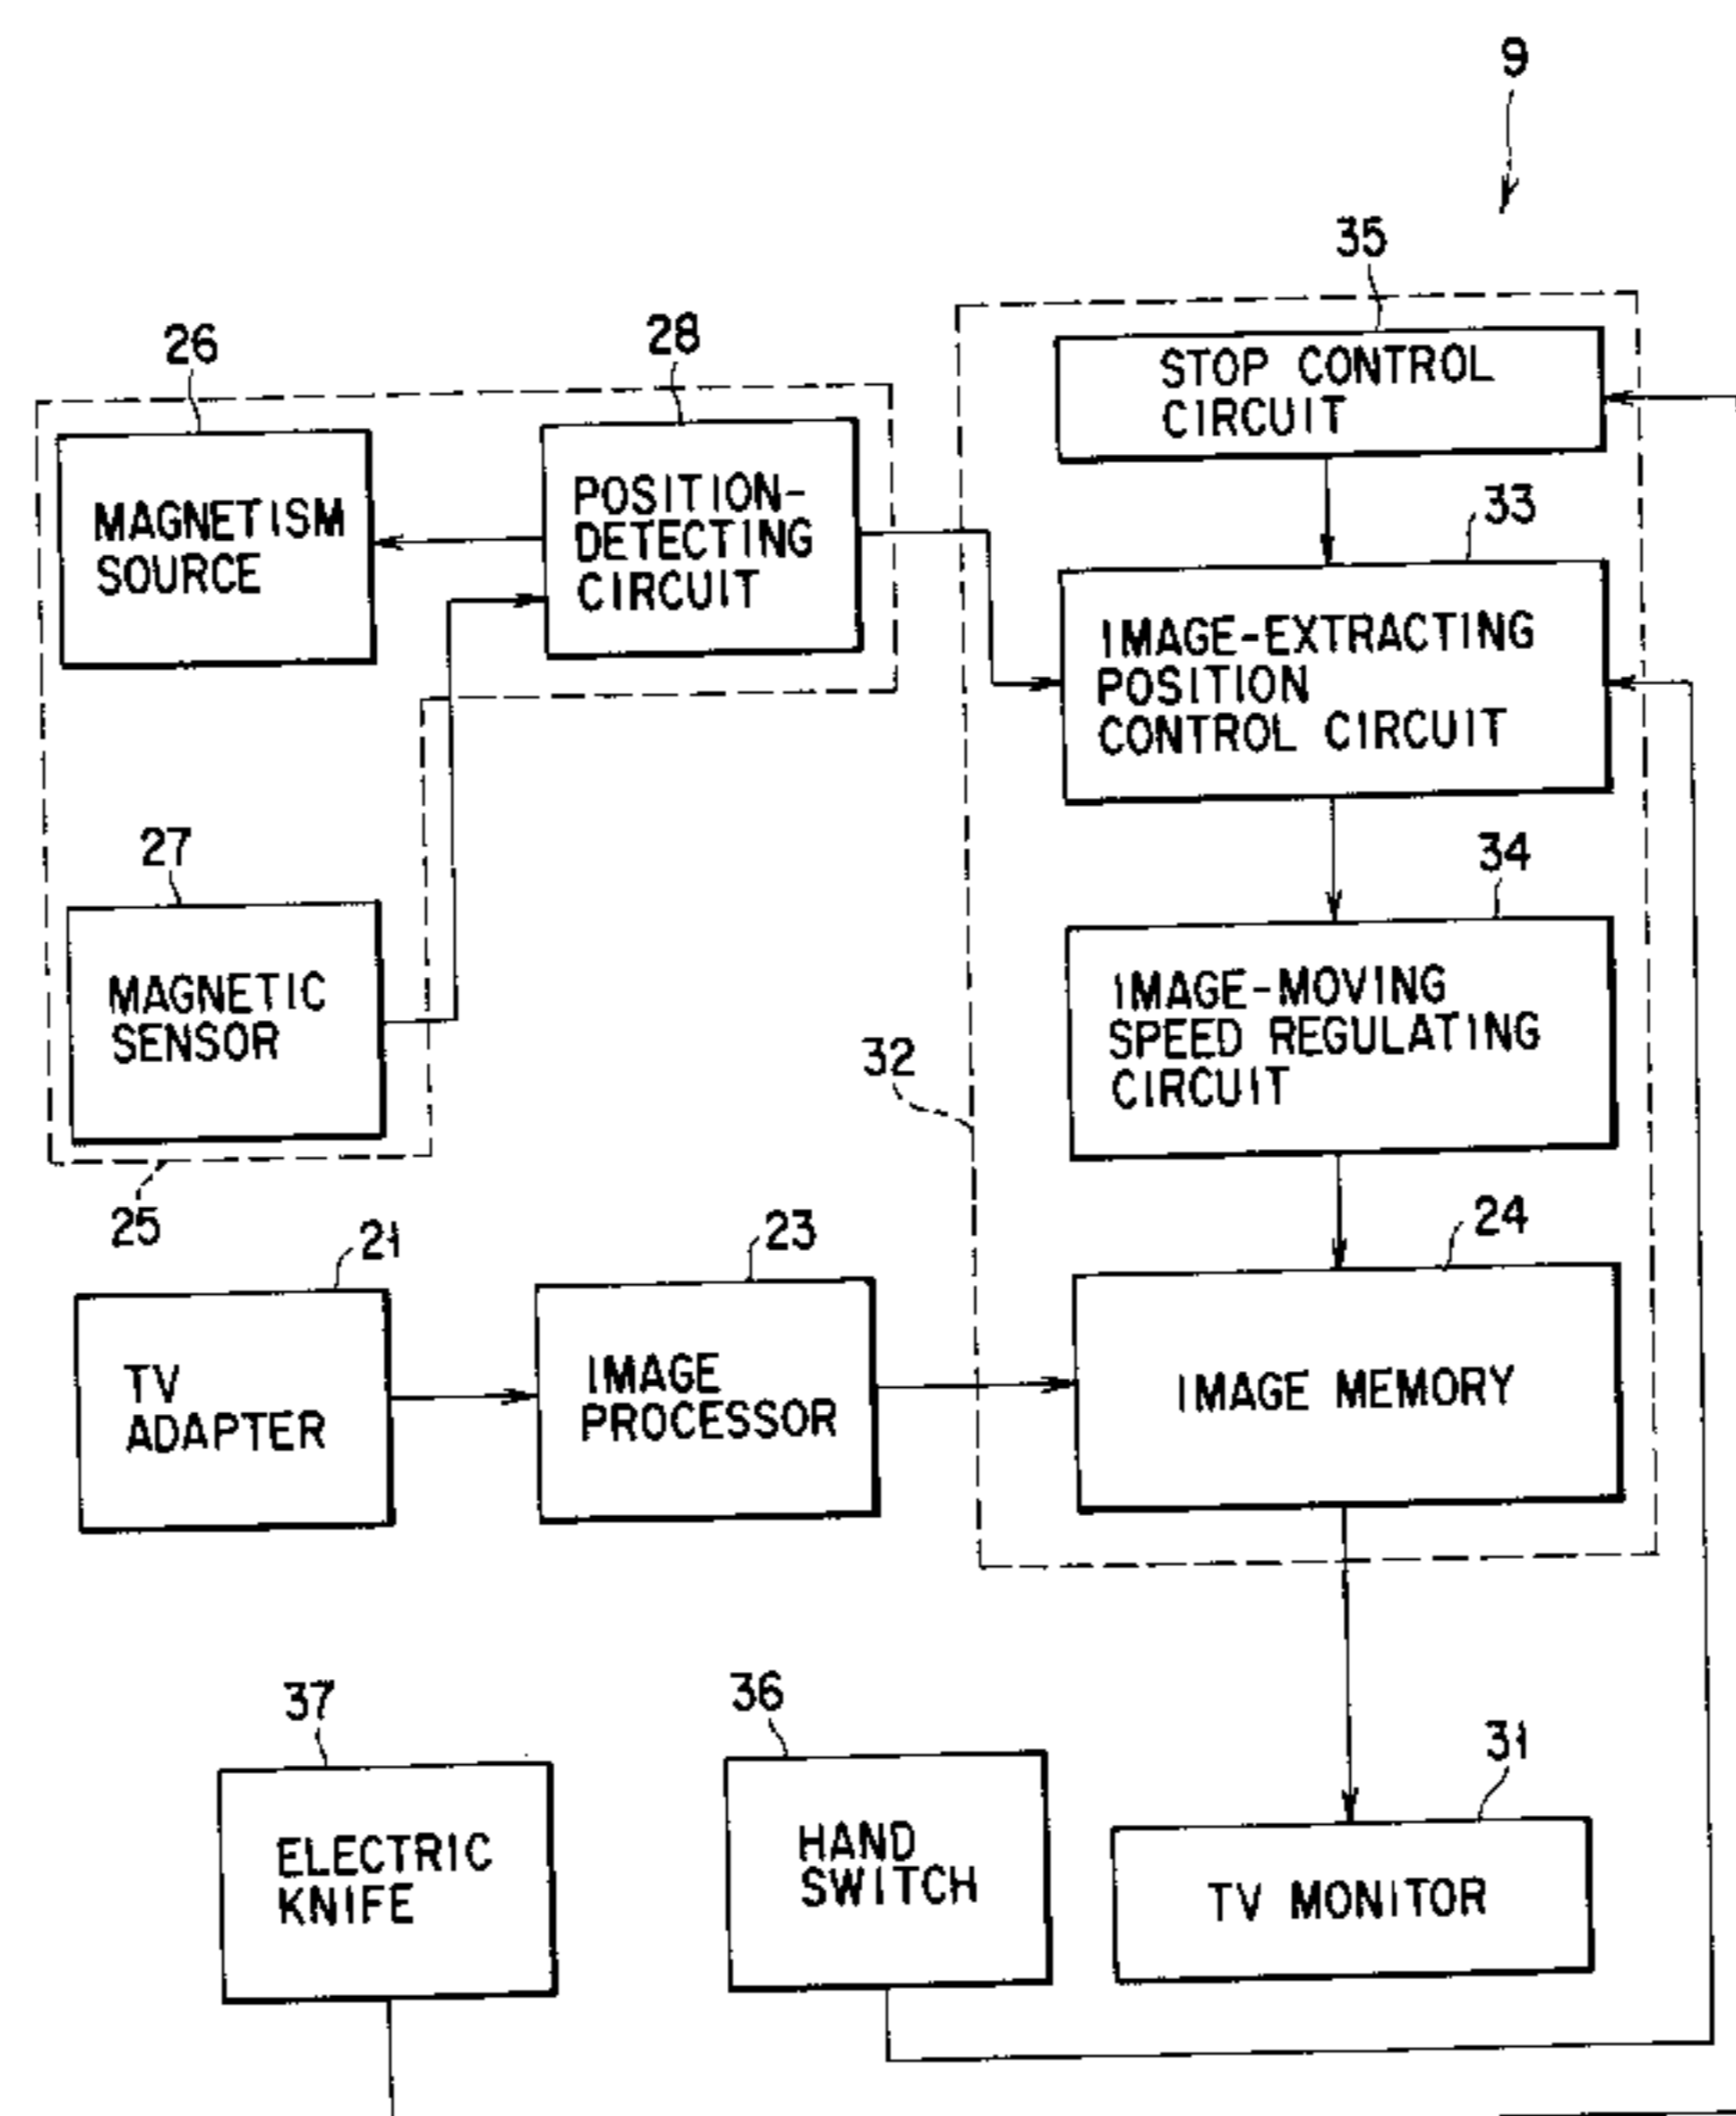 9
35
STOP CONTROL
CIRCUIT
26
28
MAGNETISM
SOURCE
POSITION-
DETECTING
CIRCUIT
33
IMAGE-EXTRACTING
POSITION
CONTROL CIRCUIT
27
MAGNETIC
SENSOR
34
IMAGE-MOVING
SPEED REGULATING
CIRCUIT
32
25
21
TV
ADAPTER
23
IMAGE
PROCESSOR
24
IMAGE MEMORY
37
ELECTRIC
KNIFE
36
HAND
SWITCH
31
TV MONITOR